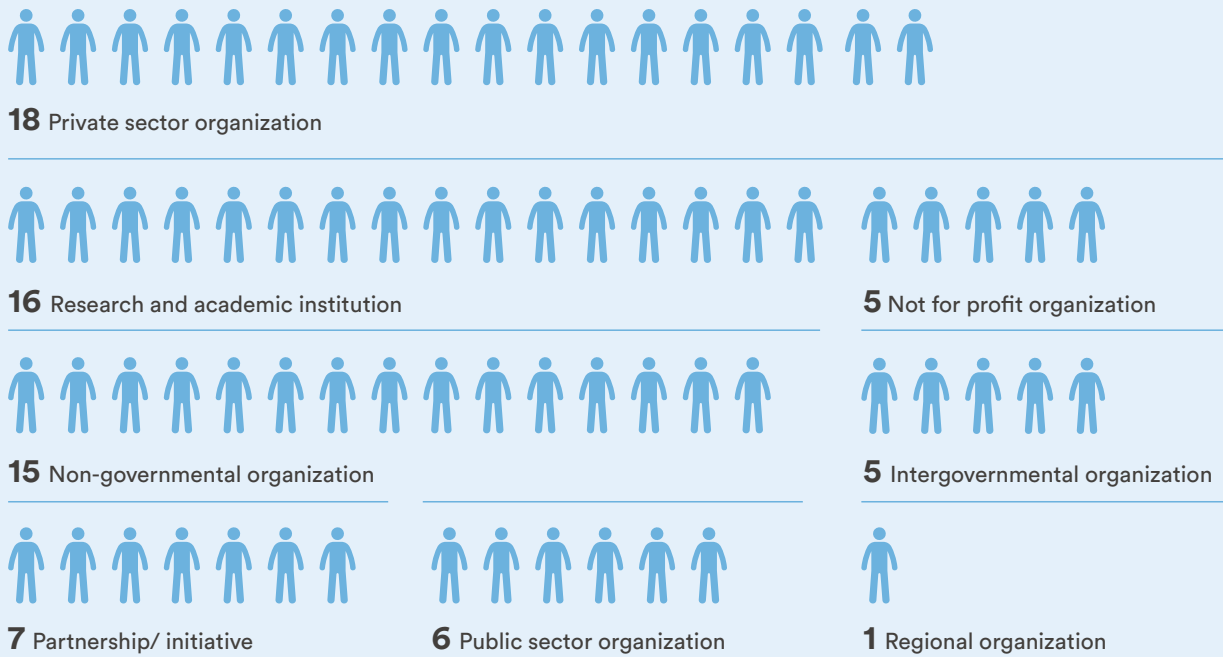 18 Private sector organization
16 Research and academic institution
5 Not for profit organization
15 Non-governmental organization
5 Intergovernmental organization
7 Partnership/ initiative
6 Public sector organization
1 Regional organization